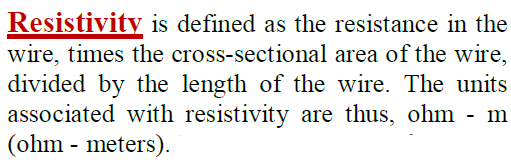 Resistivity is defined as the resistance in the
wire, times the cross-sectional area of the wire,
divided by the length of the wire. The units
associated with resistivity are thus, ohm - m
(ohm - meters).